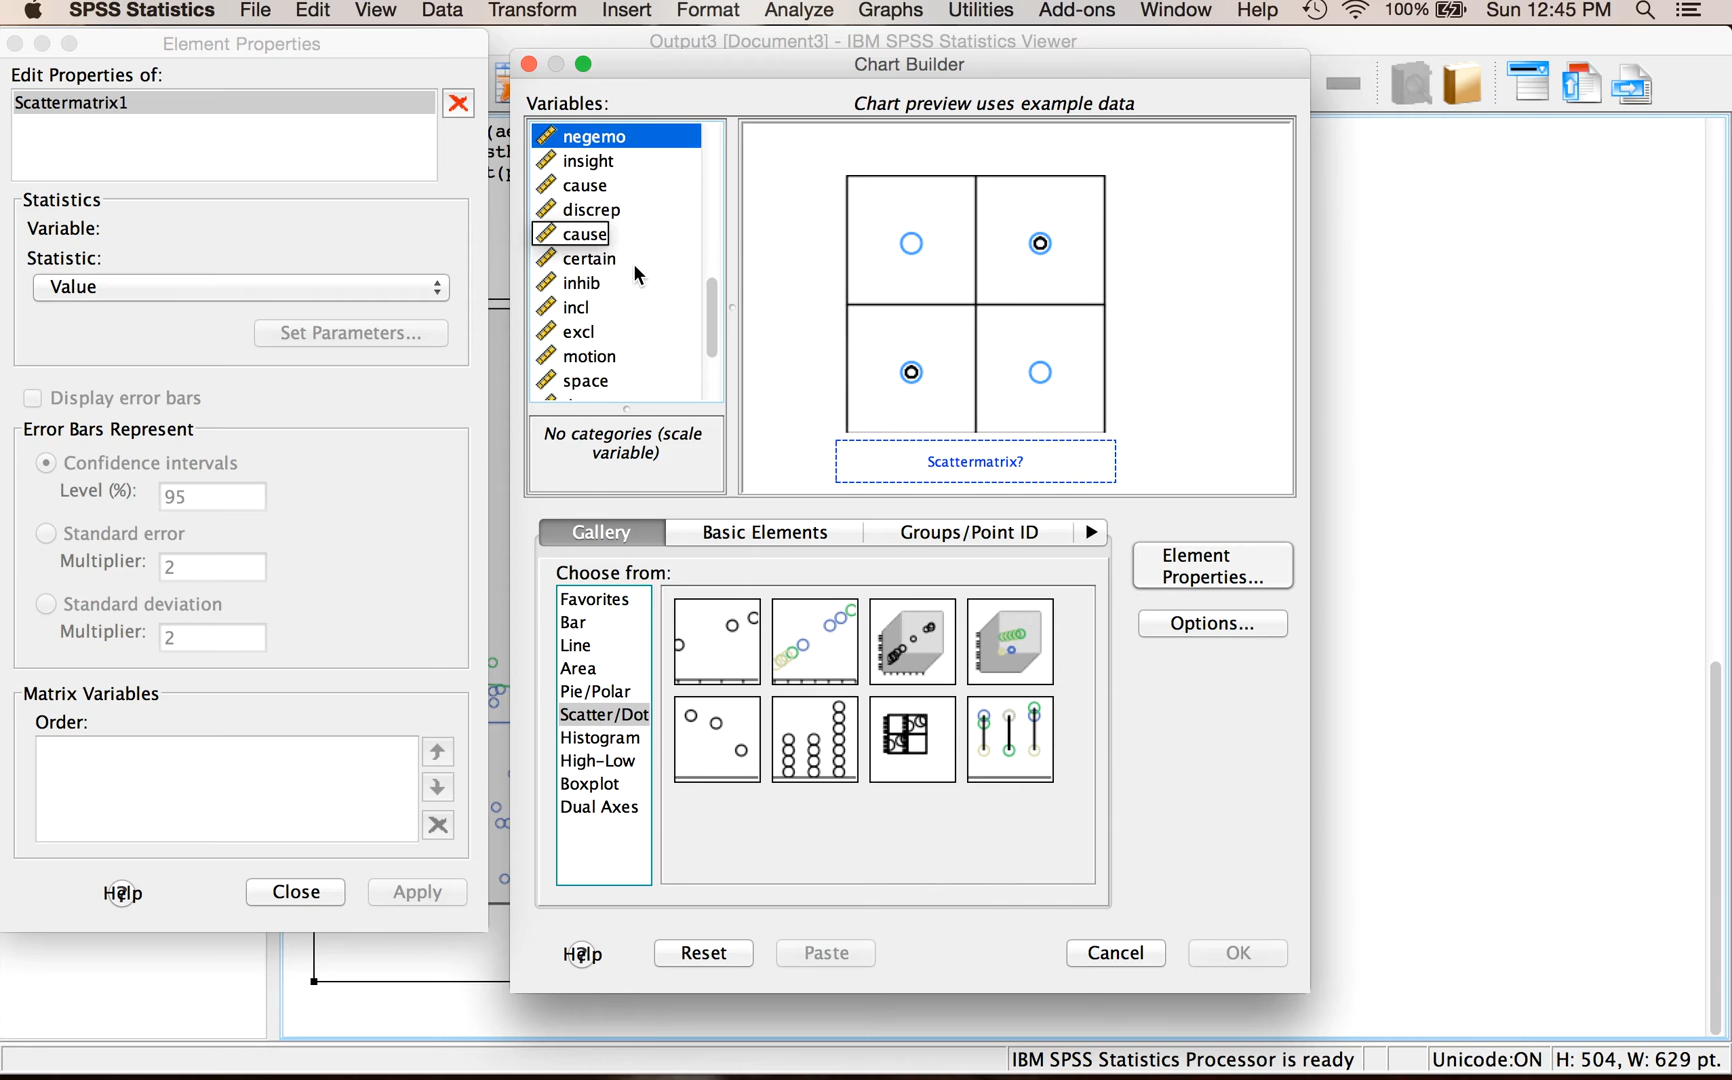 SPSS Statistics File Edit View Data Transform Insert Format Analyze Graphs Utilities Add-ons Window Help 100% Sun 12:45 PM
Output3 [Document3] - IBM SPSS Statistics Viewer
Element Properties
Edit Properties of:
Scattermatrix1
Statistics
Variable:
Statistic:
Value
Set Parameters...
Display error bars
Error Bars Represent
Confidence intervals
Level (%): 95
Standard error
Multiplier: 2
Standard deviation
Multiplier: 2
Matrix Variables
Order:
Help
Close
Apply
Chart Builder
Variables:
Chart preview uses example data
negemo
insight
cause
discrep
cause
certain
inhib
incl
excl
motion
space
No categories (scale
variable)
Scattermatrix?
Gallery
Basic Elements
Groups/Point ID
Choose from:
Favorites
Bar
Line
Area
Pie/Polar
Scatter/Dot
Histogram
High-Low
Boxplot
Dual Axes
Element
Properties...
Options...
Help
Reset
Paste
Cancel
OK
IBM SPSS Statistics Processor is ready
Unicode:ON
H: 504, W: 629 pt.